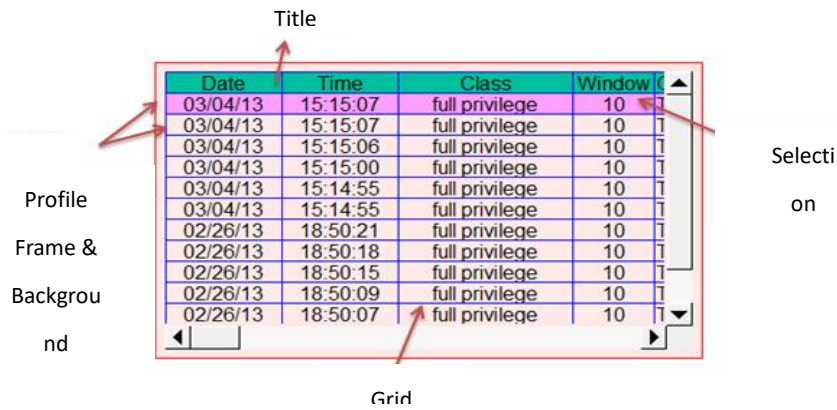 Title
Date Time Class Window
03/04/13 15:15:07 full privilege 10
03/04/13 15:15:07 full privilege 10
03/04/13 15:15:06 full privilege 10
03/04/13 15:15:00 full privilege 10
03/04/13 15:14:55 full privilege 10
03/04/13 15:14:55 full privilege 10
02/26/13 18:50:21 full privilege 10
02/26/13 18:50:18 full privilege 10
02/26/13 18:50:15 full privilege 10
02/26/13 18:50:09 full privilege 10
02/26/13 18:50:07 full privilege 10
Selecti
on
Profile
Frame &
Backgrou
nd
Grid